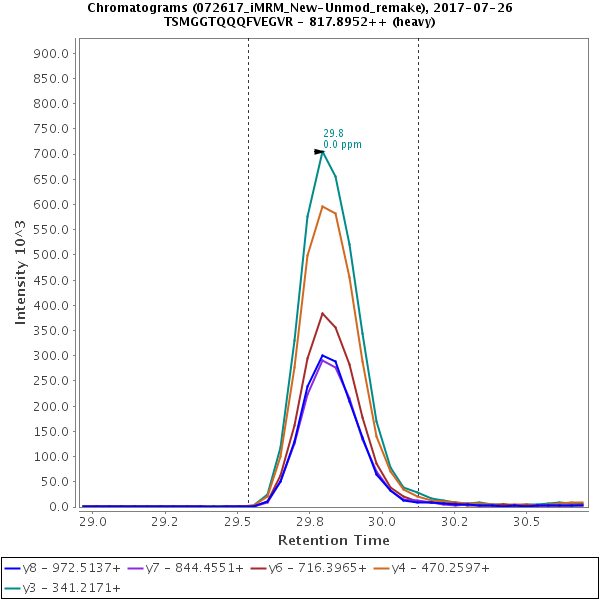 Chromatograms (072617_iMRM_New-Unmod_remake), 2017-07-26
TSMGGTQQQFVEGVR - 817.8952++ (heavy)
900.0
850.0
800.0
750.0
700.0
650.0
600.0
550.0
500.0
450.0
400.0
350.0
300.0
250.0
200.0
150.0
100.0
50.0
0.0
Intensity 10^3
29.8
0.0 ppm
29.0
29.2
29.5
29.8
30.0
30.2
30.5
Retention Time
y8 - 972.5137+
y7 - 844.4551+
y6 - 716.3965+
y4 - 470.2597+
y3 - 341.2171+